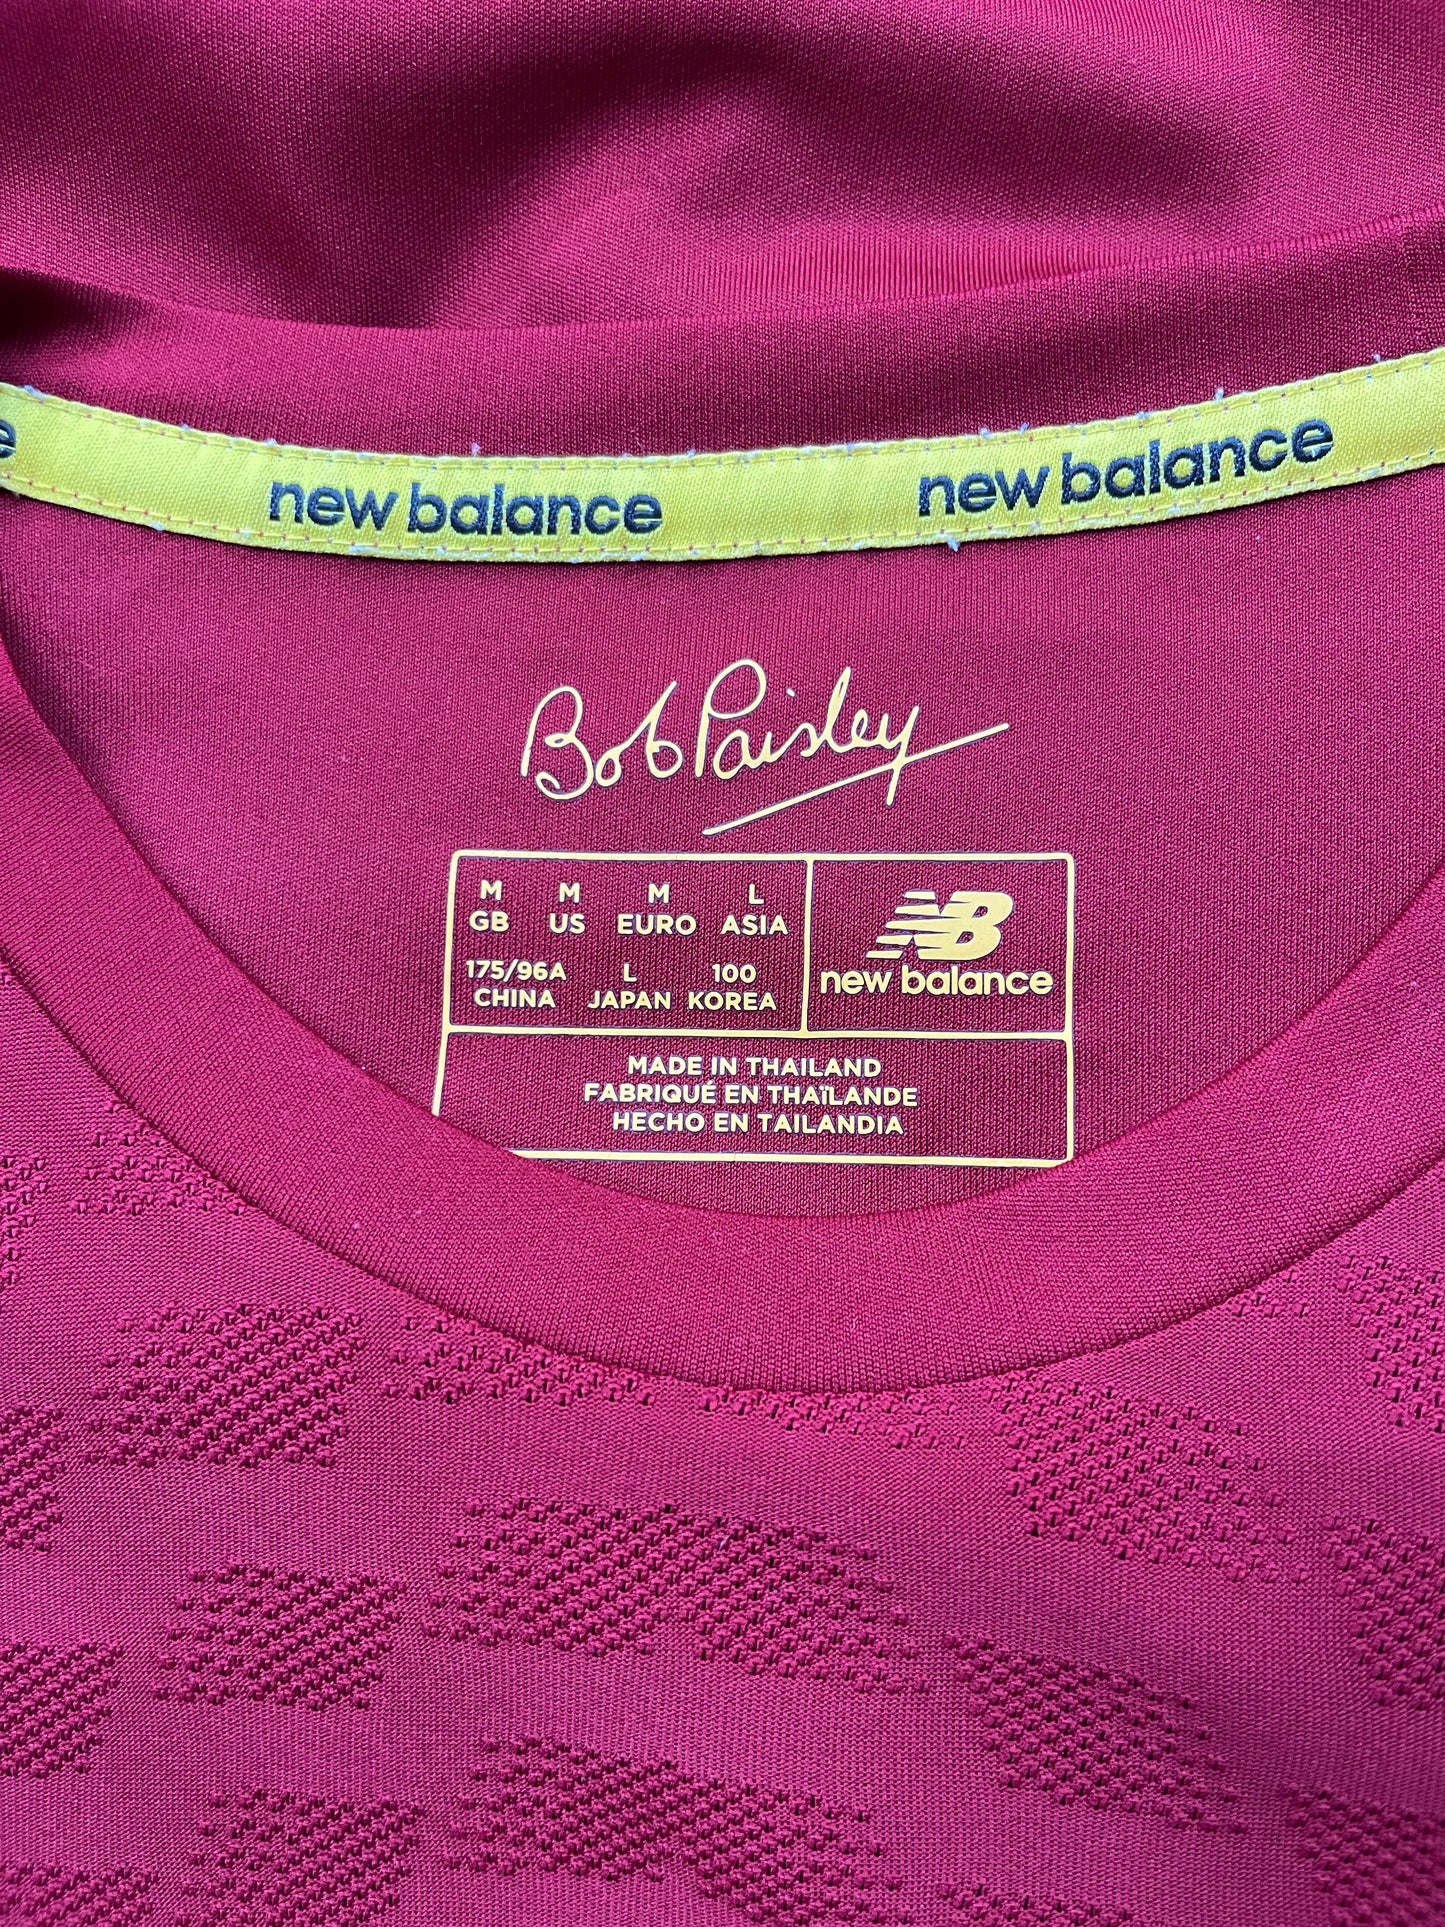 new balance new balance
Bob Paisley
M M M L
GB US EURO ASIA
175/96A L 100
CHINA JAPAN KOREA
NB
new balance
MADE IN THAILAND
FABRIQUÉ EN THAÏLANDE
HECHO EN TAILANDIA